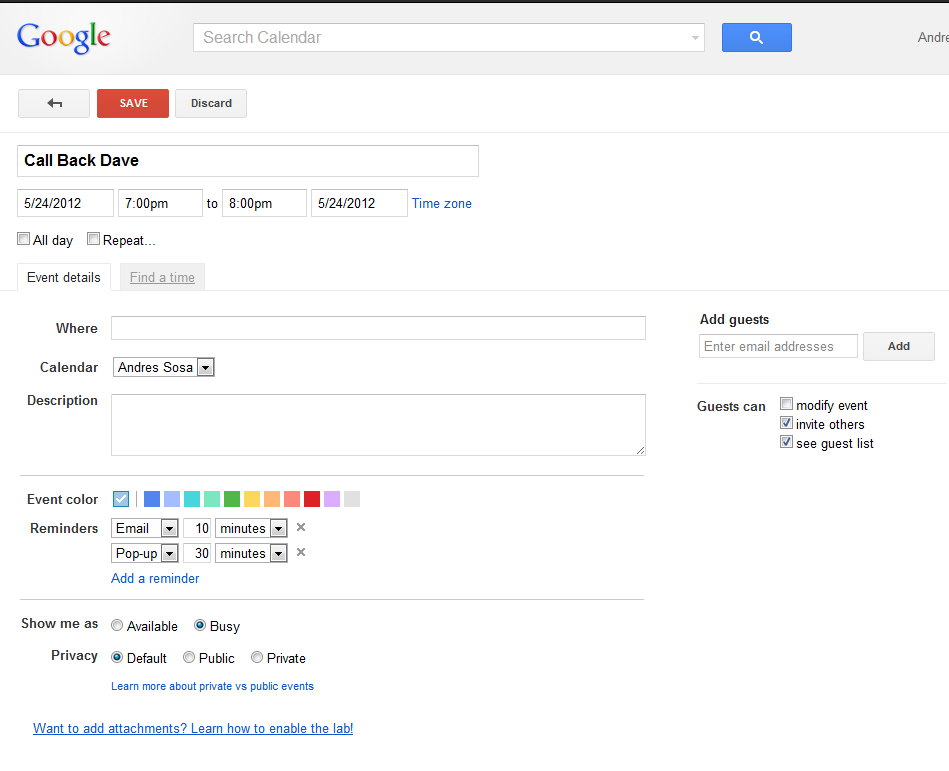 Google Search Calendar Andre
SAVE Discard
Call Back Dave
5/24/2012 7:00pm to 8:00pm 5/24/2012 Time zone
All day Repeat...
Event details Find a time
Where
Calendar Andres Sosa
Description
Event color
Reminders Email 10 minutes
Pop-up 30 minutes
Add a reminder
Show me as Available Busy
Privacy Default Public Private
Learn more about private vs public events
Want to add attachments? Learn how to enable the lab!
Add guests
Enter email addresses Add
Guests can modify event
invite others
see guest list